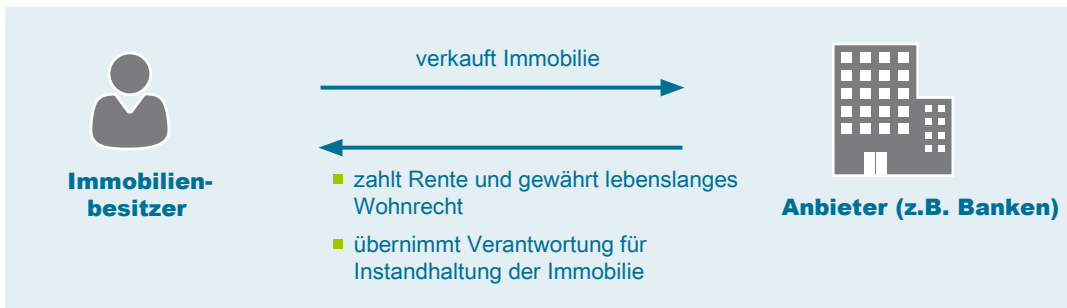 verkauft Immobilie
Immobilien-
besitzer
zahlt Rente und gewährt lebenslanges
Wohnrecht
übernimmt Verantwortung für
Instandhaltung der Immobilie
Anbieter (z.B. Banken)